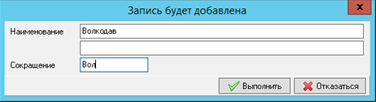 Запись будет добавлена
Наименование Волкодав
Сокращение Вол
Выполнить Отказаться